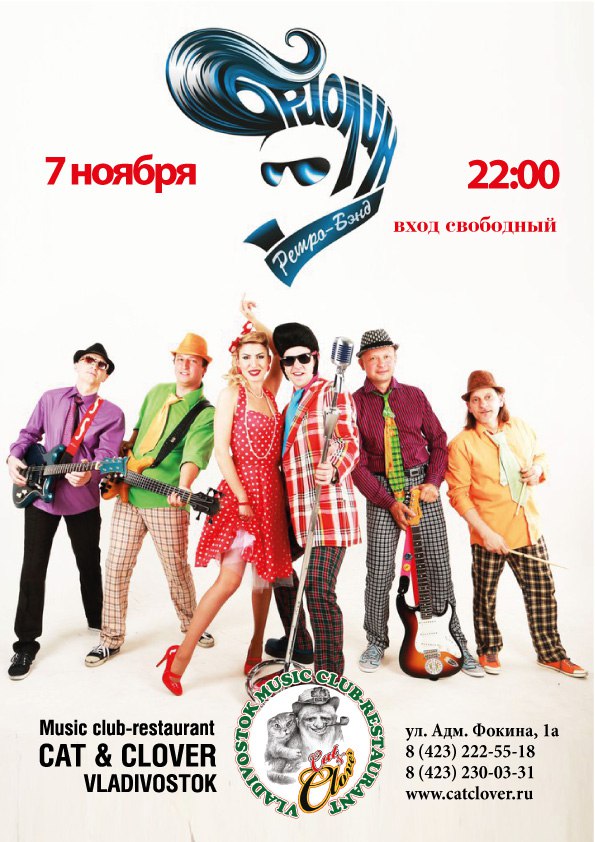 Бриолин
Ретро-Бэнд
7 ноября
22:00
вход свободный
Music club-restaurant
CAT & CLOVER
VLADIVOSTOK
VLADIVOSTOK MUSIC CLUB-RESTAURANT
Cat &
Clover
ул. Адм. Фокина, 1а
8 (423) 222-55-18
8 (423) 230-03-31
www.catclover.ru